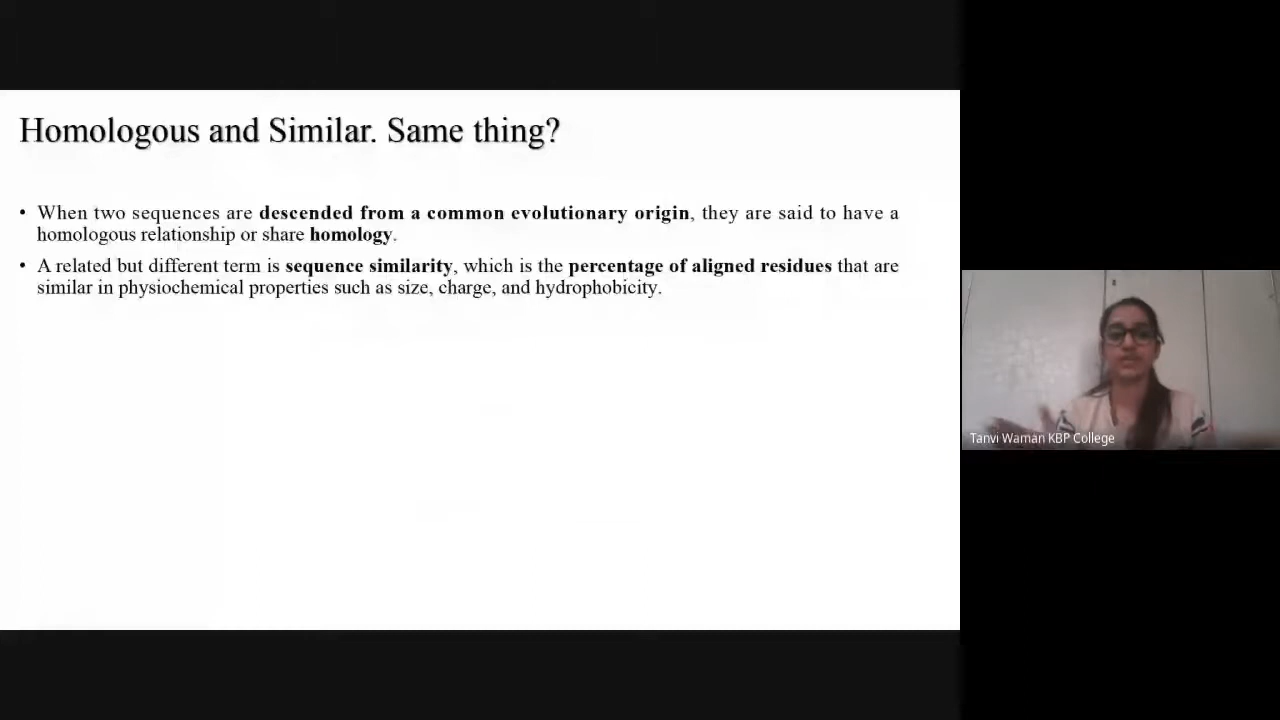 Homologous and Similar. Same thing?
• When two sequences are descended from a common evolutionary origin, they are said to have a
homologous relationship or share homology.
• A related but different term is sequence similarity, which is the percentage of aligned residues that are
similar in physiochemical properties such as size, charge, and hydrophobicity.
Tanvi Waman KBP College